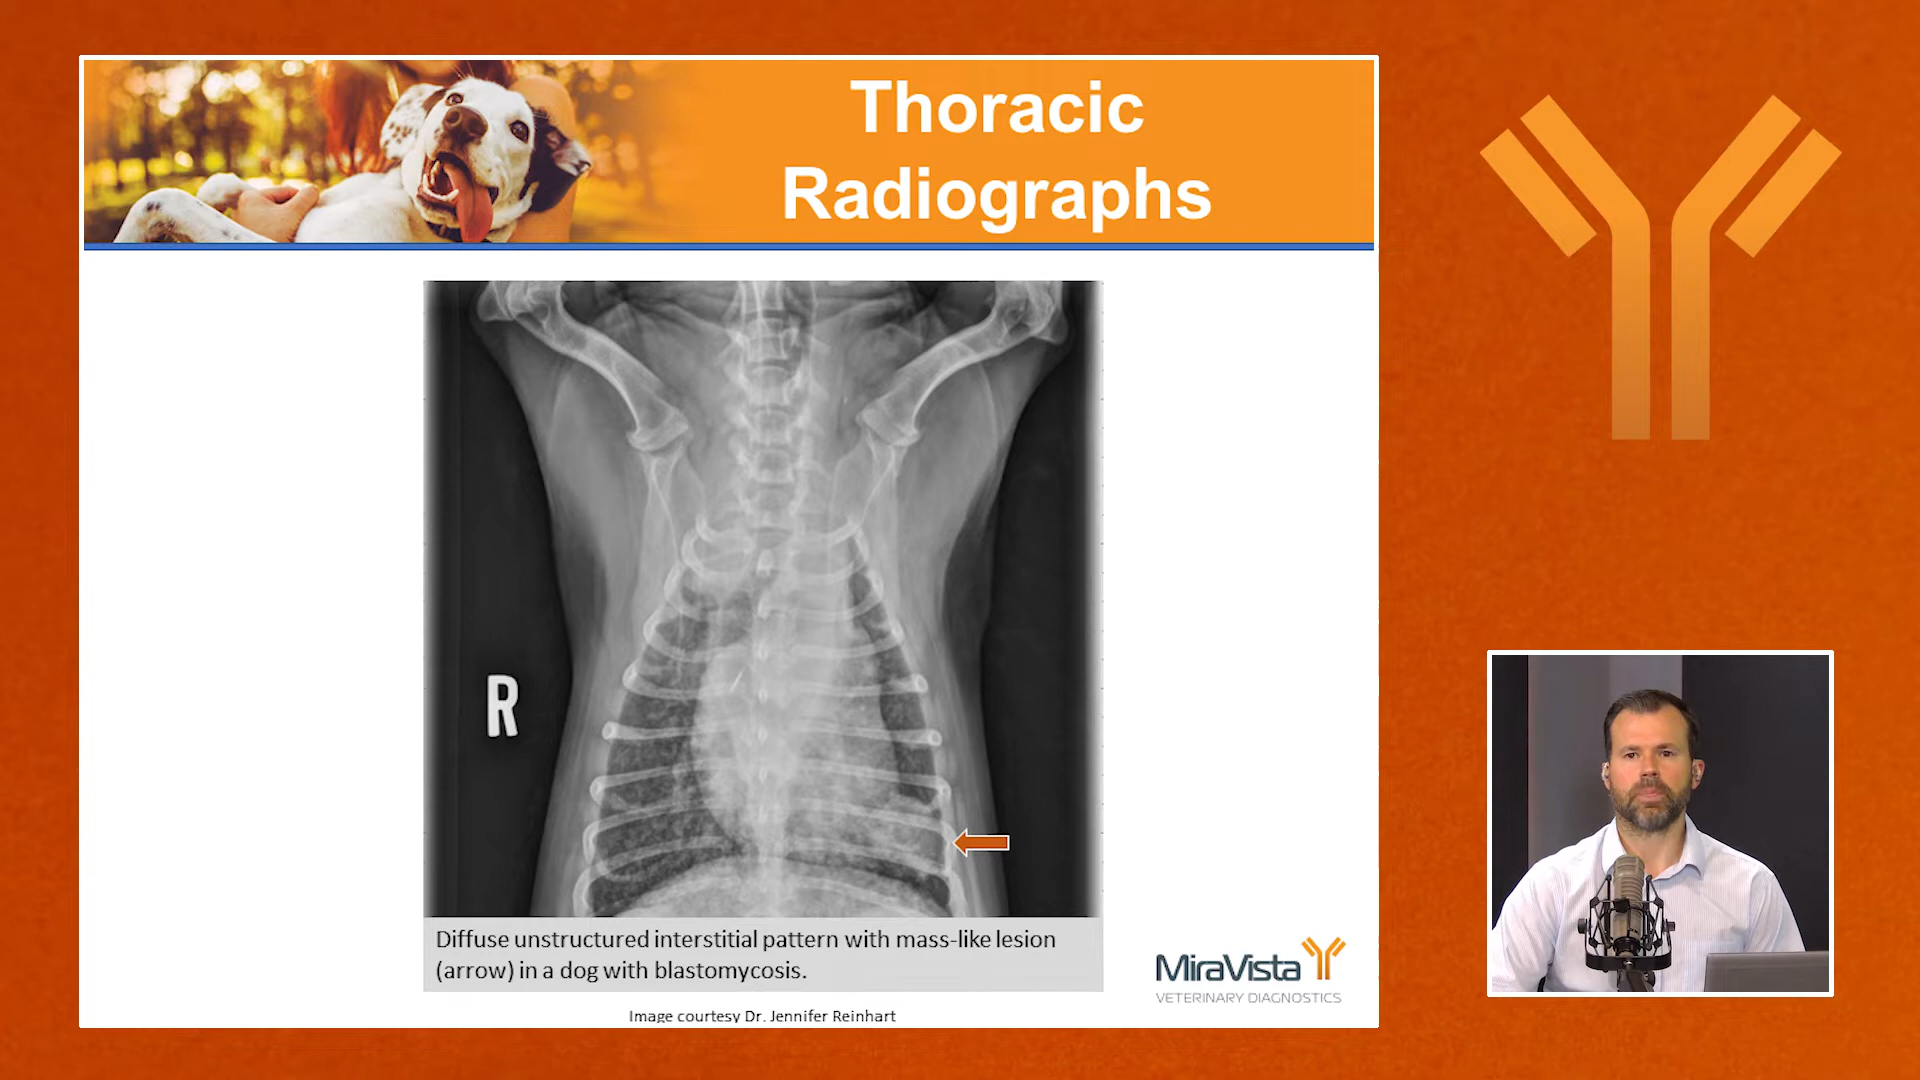 Thoracic
Radiographs
R
Diffuse unstructured interstitial pattern with mass-like lesion
(arrow) in a dog with blastomycosis.
MiraVista
VETERINARY DIAGNOSTICS
Image courtesy Dr. Jennifer Reinhart